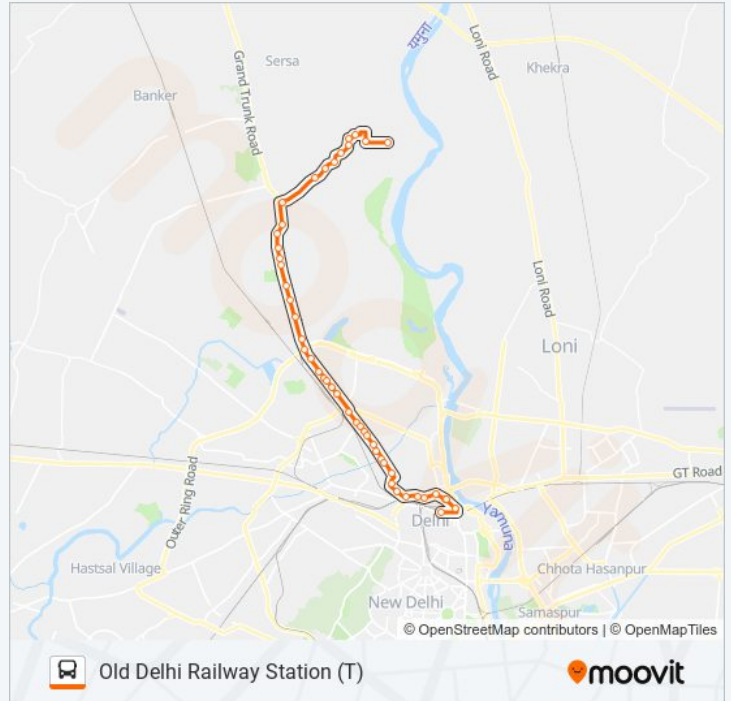 यमुना
Loni Road
Sersa
Khekra
Banker
Grand Trunk Road
Loni Road
Loni
GT Road
Outer Ring Road
Delhi
Yamuna
Hastsal Village
Chhota Hasanpur
New Delhi
Samaspur
© OpenStreetMap contributors | © OpenMapTiles
Old Delhi Railway Station (T)
moovit